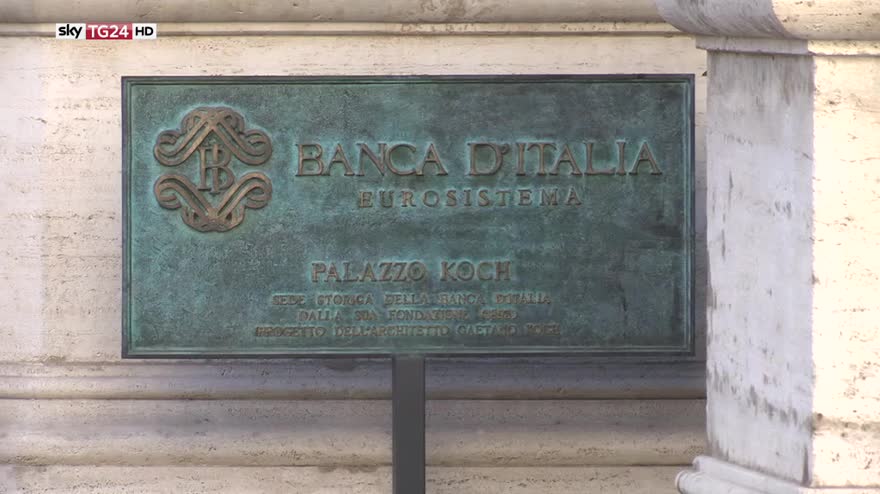 sky TG24 HD
BANCA D'ITALIA
EUROSISTEMA
PALAZZO KOCH
SEDE STORICA DELLA BANCA D'ITALIA
DALLA SUA FONDAZIONE
PROGETTO DELL'ARCHITETTO GAETANO KOCH